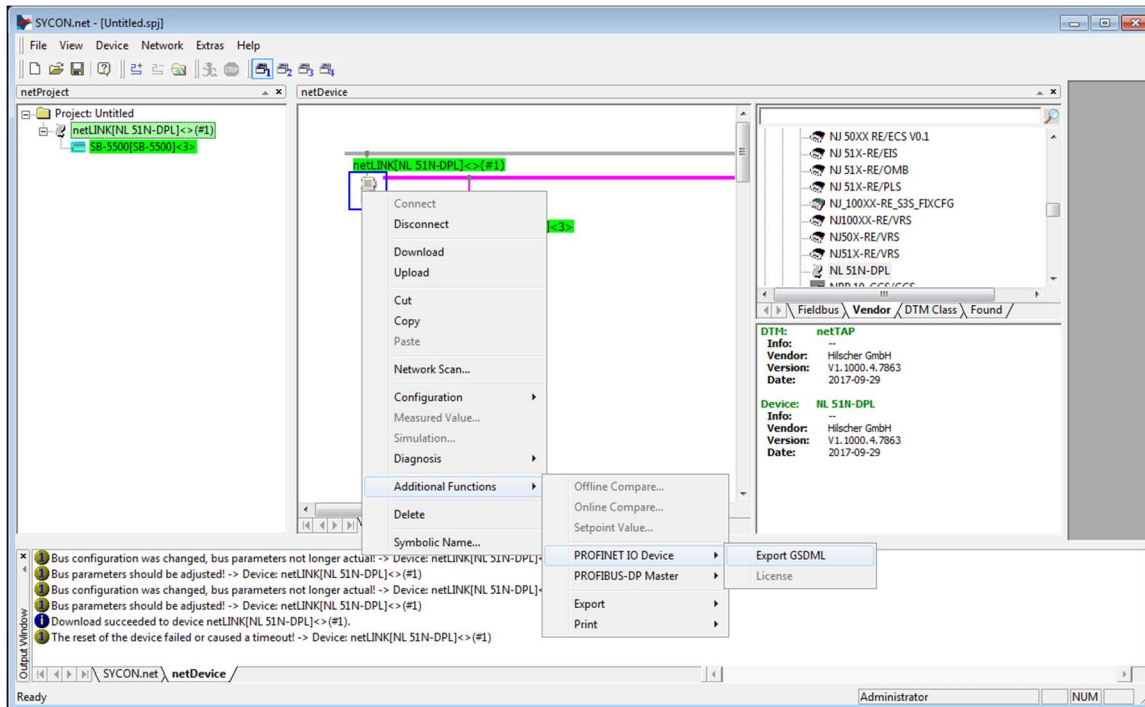 SYCON.net - [Untitled.spj]
File View Device Network Extras Help
netProject
Project: Untitled
netLINK[NL 51N-DPL]<>(#1)
SB-5500[SB-5500]<3>
netDevice
netLINK[NL 51N-DPL]<>(#1)
]<3>
Connect
Disconnect
Download
Upload
Cut
Copy
Paste
Network Scan...
Configuration
Measured Value...
Simulation...
Diagnosis
Additional Functions
Delete
Symbolic Name...
Offline Compare...
Online Compare...
Setpoint Value...
PROFINET IO Device
PROFIBUS-DP Master
Export
Print
Export GSDML
License
NJ 50XX RE/ECS V0.1
NJ 51X-RE/EIS
NJ 51X-RE/OMB
NJ 51X-RE/PLS
NJ_100XX-RE_S3S_FIXCFG
NJ100XX-RE/VRS
NJ50X-RE/VRS
NJ51X-RE/VRS
NL 51N-DPL
Fieldbus Vendor DTM Class Found
DTM: netTAP
Info: --
Vendor: Hilscher GmbH
Version: V1.1000.4.7863
Date: 2017-09-29
Device: NL 51N-DPL
Info: --
Vendor: Hilscher GmbH
Version: V1.1000.4.7863
Date: 2017-09-29
Bus configuration was changed, bus parameters not longer actual! -> Device: netLINK[NL 51N-DPL]<
Bus parameters should be adjusted! -> Device: netLINK[NL 51N-DPL]<>(#1)
Bus configuration was changed, bus parameters not longer actual! -> Device: netLINK[NL 51N-DPL]<
Bus parameters should be adjusted! -> Device: netLINK[NL 51N-DPL]<>(#1)
Download succeeded to device netLINK[NL 51N-DPL]<>(#1).
The reset of the device failed or caused a timeout! -> Device: netLINK[NL 51N-DPL]<>(#1)
Output Window
SYCON.net netDevice
Ready
Administrator
NUM